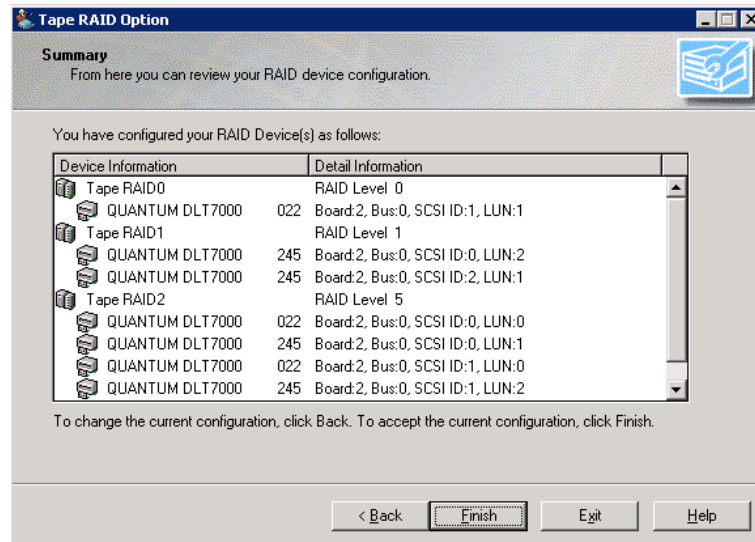 Tape RAID Option
Summary
From here you can review your RAID device configuration.
You have configured your RAID Device(s) as follows:
Device Information Detail Information
Tape RAID0 RAID Level 0
QUANTUM DLT7000 022 Board:2, Bus:0, SCSI ID:1, LUN:1
Tape RAID1 RAID Level 1
QUANTUM DLT7000 245 Board:2, Bus:0, SCSI ID:0, LUN:2
QUANTUM DLT7000 245 Board:2, Bus:0, SCSI ID:2, LUN:1
Tape RAID2 RAID Level 5
QUANTUM DLT7000 022 Board:2, Bus:0, SCSI ID:0, LUN:0
QUANTUM DLT7000 245 Board:2, Bus:0, SCSI ID:0, LUN:1
QUANTUM DLT7000 022 Board:2, Bus:0, SCSI ID:1, LUN:0
QUANTUM DLT7000 245 Board:2, Bus:0, SCSI ID:1, LUN:2
To change the current configuration, click Back. To accept the current configuration, click Finish.
< Back Finish Exit Help